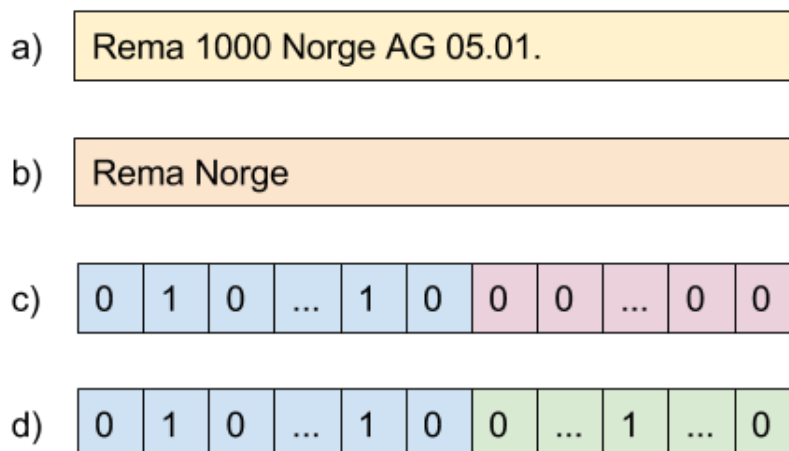 a) Rema 1000 Norge AG 05.01.
b) Rema Norge
c) 0 1 0 ... 1 0 0 0 ... 0 0
d) 0 1 0 ... 1 0 0 ... 1 ... 0